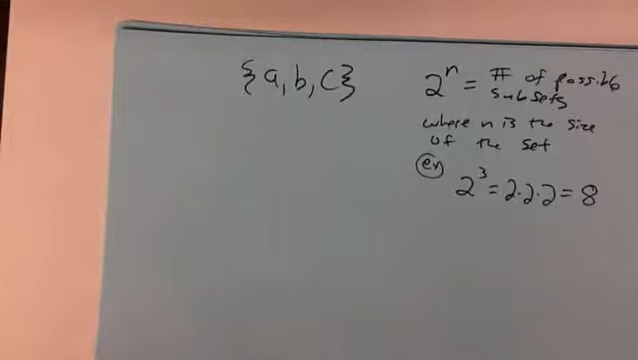 {a, b, c}
2^n = # of possible
subsets
where n is the size
of the set
ex
2^3 = 2·2·2 = 8